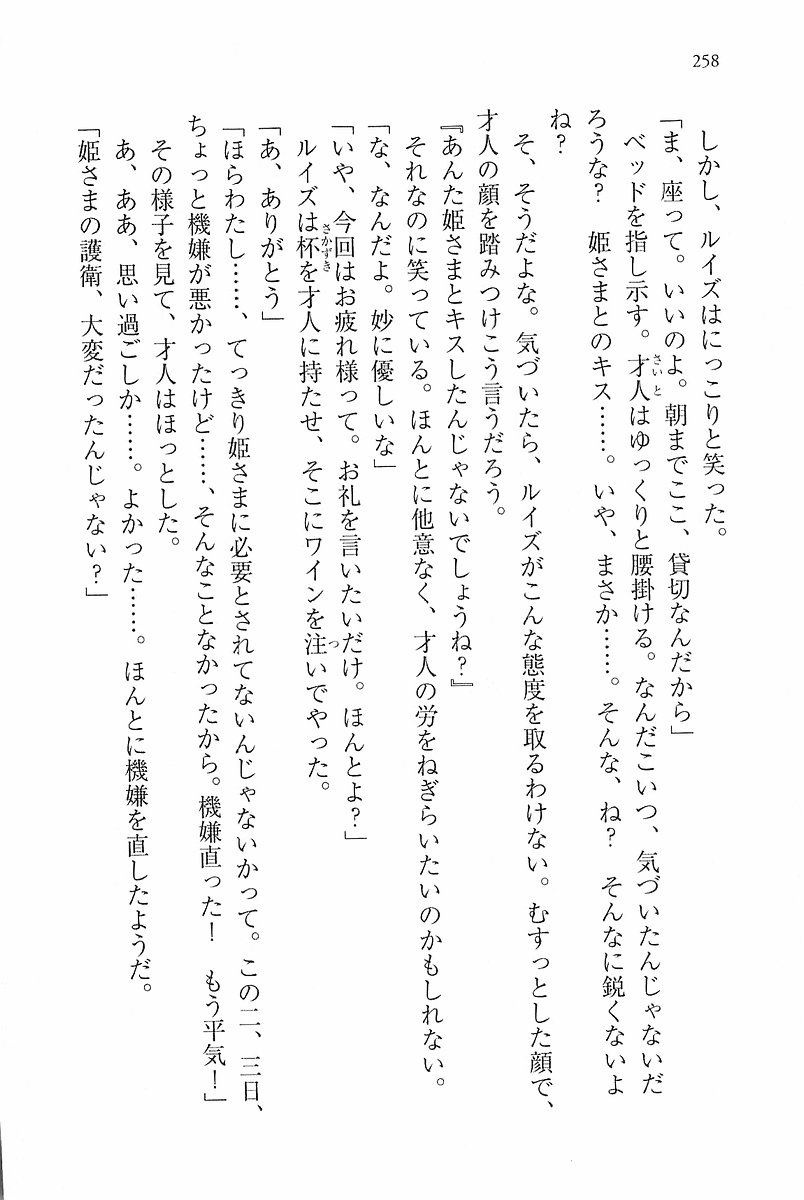 258
しかし、ルイズはにっこりと笑った。
「ま、座って。いいのよ。朝までここ、貸切なんだから」
ベッドを指し示す。才人はゆっくりと腰掛ける。なんだこいつ、気づいたんじゃないだ
ろうな？　姫さまとのキス……。いや、まさか……。そんな、ね？　そんなに鋭くないよ
ね？
そ、そうだよな。気づいたら、ルイズがこんな態度を取るわけない。むすっとした顔で、
才人の顔を踏みつけこう言うだろう。
『あんた姫さまとキスしたんじゃないでしょうね？』
それなのに笑っている。ほんとに他意なく、才人の労をねぎらいたいのかもしれない。
「な、なんだよ。妙に優しいな」
「いや、今回はお疲れ様って。お礼を言いたいだけ。ほんとよ？」
ルイズは杯を才人に持たせ、そこにワインを注いでやった。
「あ、ありがとう」
「ほらわたし……、てっきり姫さまに必要とされてないんじゃないかって。この二、三日、
ちょっと機嫌が悪かったけど……、そんなことなかったから。機嫌直った！　もう平気！」
その様子を見て、才人はほっとした。
あ、ああ、思い過ごしか……。よかった……。ほんとに機嫌を直したようだ。
「姫さまの護衛、大変だったんじゃない？」